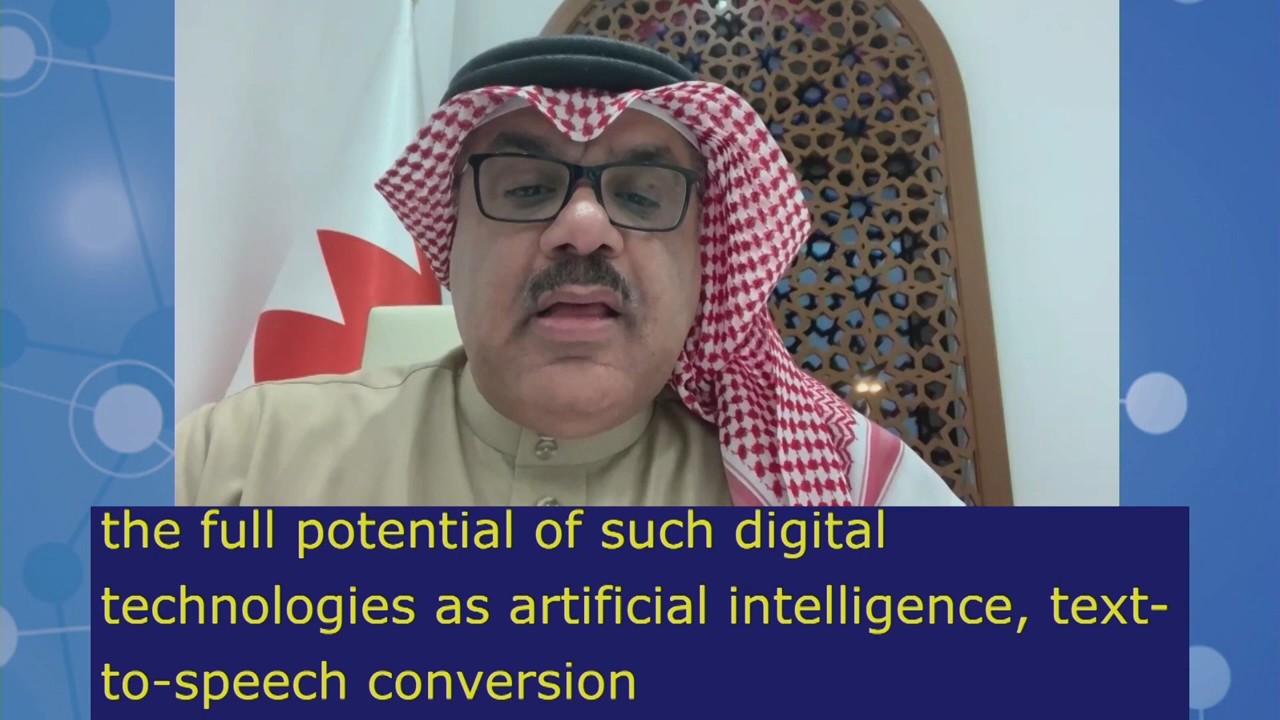 the full potential of such digital
technologies as artificial intelligence, text-
to-speech conversion